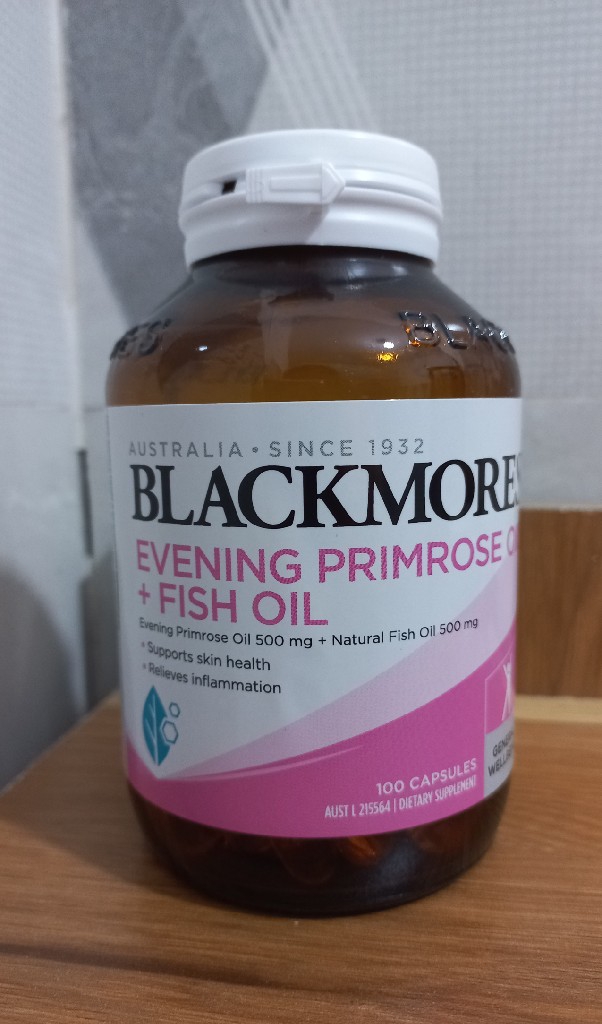 AUSTRALIA • SINCE 1932
BLACKMORES
EVENING PRIMROSE
+ FISH OIL
Evening Primrose Oil 500 mg + Natural Fish Oil 500 mg
• Supports skin health
• Relieves inflammation
100 CAPSULES
AUST L 215564 | DIETARY SUPPLEMENT